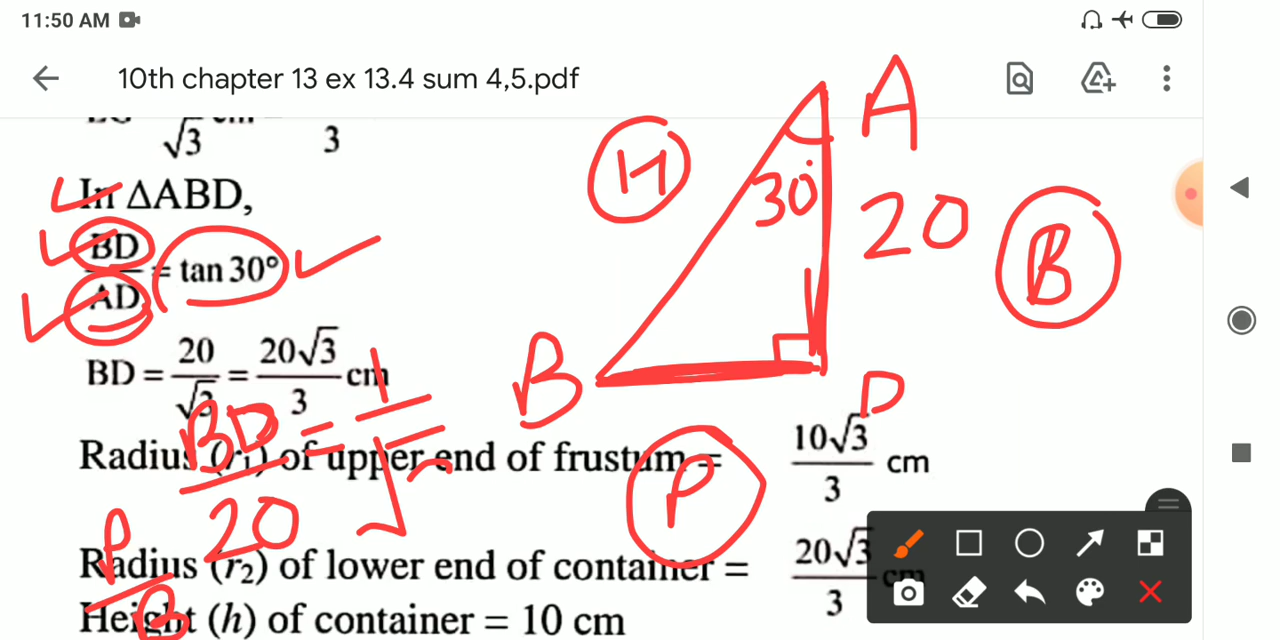 11:50 AM
10th chapter 13 ex 13.4 sum 4,5.pdf
√3 3
In ΔABD,
BD/AD = tan 30°
BD = 20/√3 = 20√3/3 cm
Radius (r₁) of upper end of frustum = 10√3/3 cm
Radius (r₂) of lower end of container = 20√3/3 cm
Height (h) of container = 10 cm
A
H
30°
20
B
B
D
P
BD/20 = 1/√
P/B